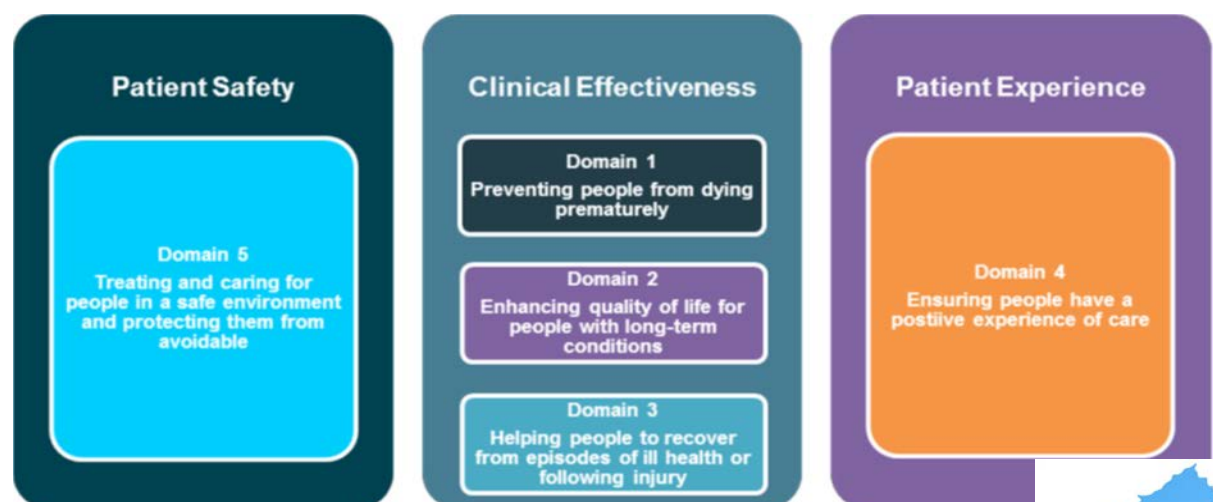 Patient Safety
Domain 5
Treating and caring for
people in a safe environment
and protecting them from
avoidable
Clinical Effectiveness
Domain 1
Preventing people from dying
prematurely
Domain 2
Enhancing quality of life for
people with long-term
conditions
Domain 3
Helping people to recover
from episodes of ill health or
following injury
Patient Experience
Domain 4
Ensuring people have a
postiive experience of care